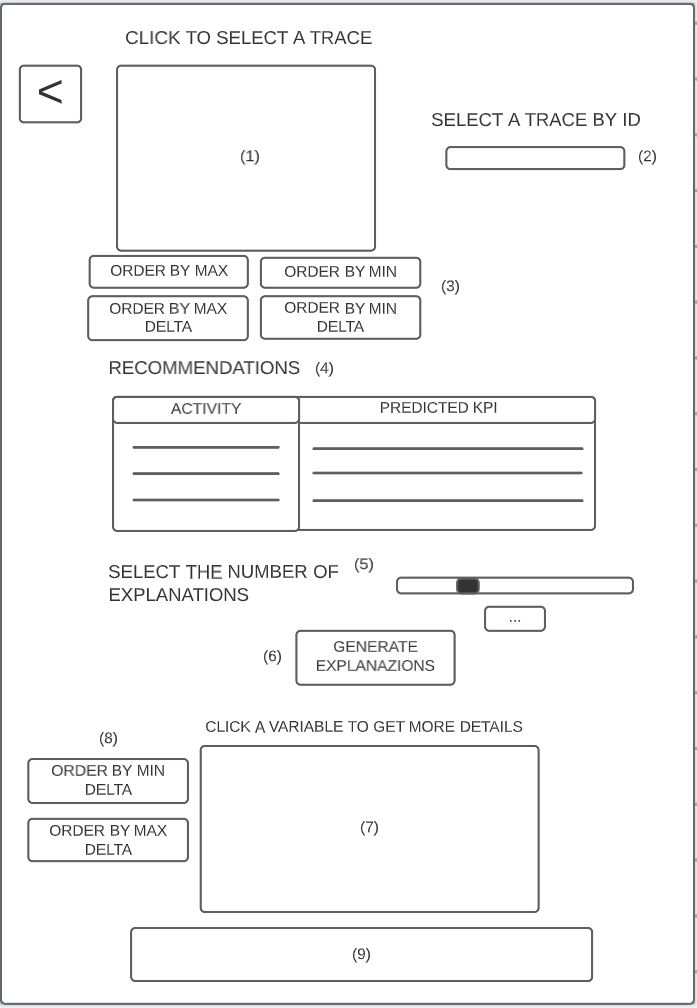 CLICK TO SELECT A TRACE
<
SELECT A TRACE BY ID
(1)
(2)
ORDER BY MAX
ORDER BY MIN
(3)
ORDER BY MAX
DELTA
ORDER BY MIN
DELTA
RECOMMENDATIONS (4)
ACTIVITY
PREDICTED KPI
SELECT THE NUMBER OF
EXPLANATIONS
(5)
...
(6)
GENERATE
EXPLANAZIONS
CLICK A VARIABLE TO GET MORE DETAILS
(8)
ORDER BY MIN
DELTA
ORDER BY MAX
DELTA
(7)
(9)